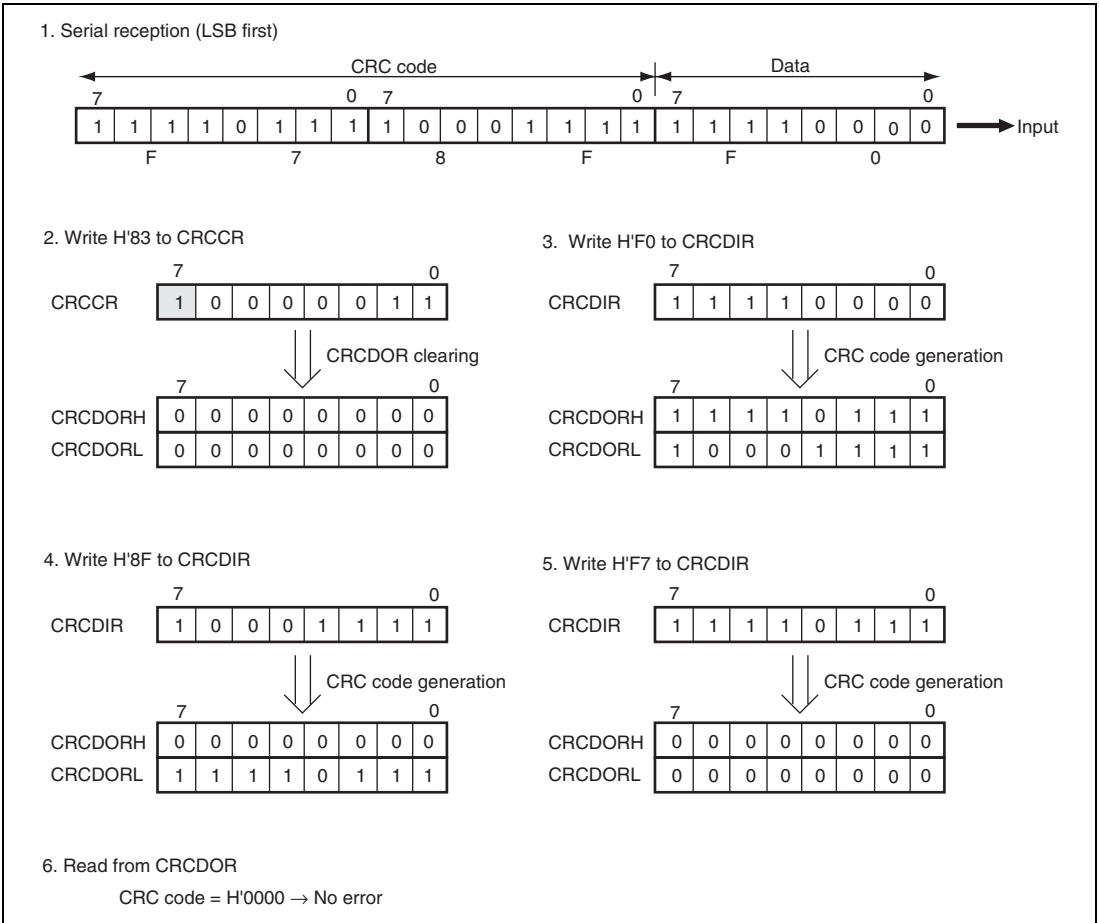 1. Serial reception (LSB first)
CRC code Data
7 0 7 0 7 0
1 1 1 1 0 1 1 1 1 0 0 0 1 1 1 1 1 1 1 1 0 0 0 0 Input
F 7 8 F F 0
2. Write H'83 to CRCCR
7 0
CRCCR 1 0 0 0 0 0 1 1
CRCDOR clearing
7 0
CRCDORH 0 0 0 0 0 0 0 0
CRCDORL 0 0 0 0 0 0 0 0
3. Write H'F0 to CRCDIR
7 0
CRCDIR 1 1 1 1 0 0 0 0
CRC code generation
7 0
CRCDORH 1 1 1 1 0 1 1 1
CRCDORL 1 0 0 0 1 1 1 1
4. Write H'8F to CRCDIR
7 0
CRCDIR 1 0 0 0 1 1 1 1
CRC code generation
7 0
CRCDORH 0 0 0 0 0 0 0 0
CRCDORL 1 1 1 1 0 1 1 1
5. Write H'F7 to CRCDIR
7 0
CRCDIR 1 1 1 1 0 1 1 1
CRC code generation
7 0
CRCDORH 0 0 0 0 0 0 0 0
CRCDORL 0 0 0 0 0 0 0 0
6. Read from CRCDOR
CRC code = H'0000 → No error